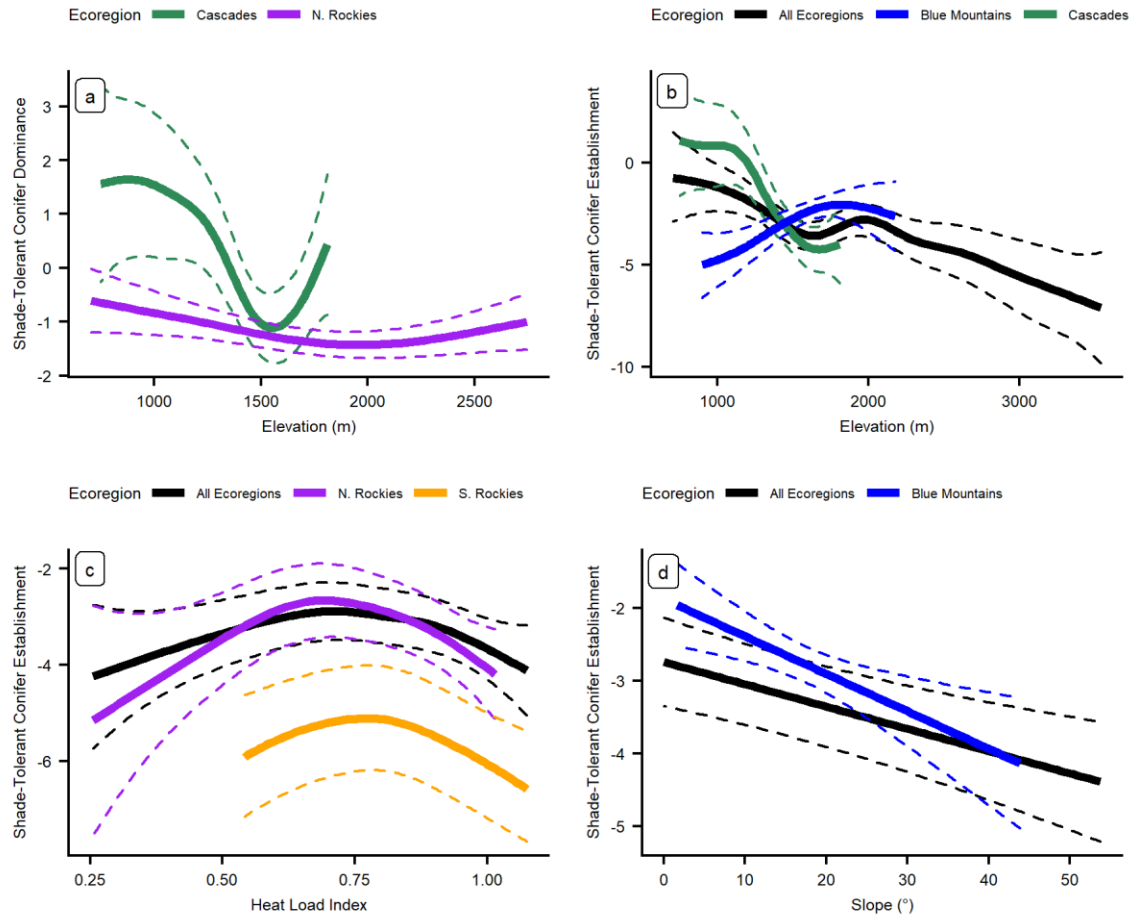 Ecoregion Cascades N. Rockies
a
Shade-Tolerant Conifer Dominance
3
2
1
0
-1
-2
1000 1500 2000 2500
Elevation (m)
Ecoregion All Ecoregions Blue Mountains Cascades
b
Shade-Tolerant Conifer Establishment
0
-5
-10
1000 2000 3000
Elevation (m)
Ecoregion All Ecoregions N. Rockies S. Rockies
c
Shade-Tolerant Conifer Establishment
-2
-4
-6
0.25 0.50 0.75 1.00
Heat Load Index
Ecoregion All Ecoregions Blue Mountains
d
Shade-Tolerant Conifer Establishment
-2
-3
-4
-5
0 10 20 30 40 50
Slope (°)